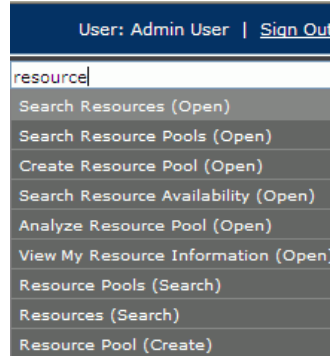 User: Admin User | Sign Out
resource
Search Resources (Open)
Search Resource Pools (Open)
Create Resource Pool (Open)
Search Resource Availability (Open)
Analyze Resource Pool (Open)
View My Resource Information (Open)
Resource Pools (Search)
Resources (Search)
Resource Pool (Create)